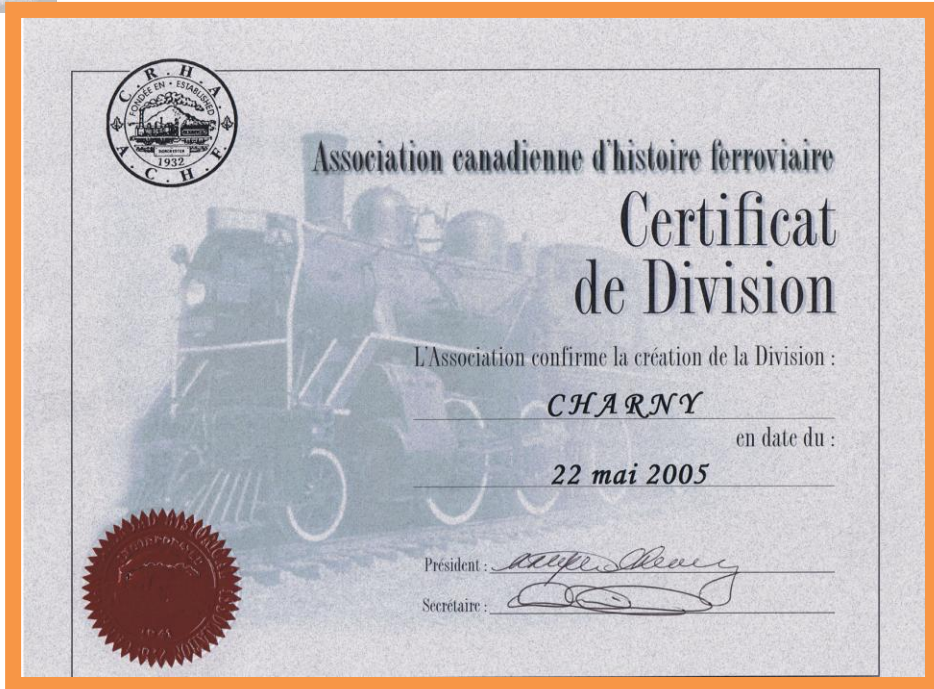 C.R.H.A.
FONDÉE EN • ESTABLISHED
1932
A.C.H.F.
Association canadienne d'histoire ferroviaire
Certificat
de Division
L'Association confirme la création de la Division :
CHARNY
en date du :
22 mai 2005
Président :
Secrétaire :